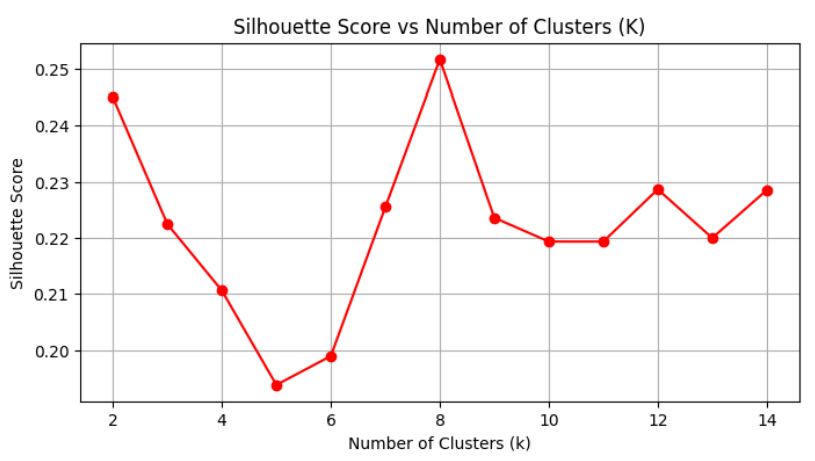 Silhouette Score vs Number of Clusters (K)
0.25
0.24
0.23
0.22
0.21
0.20
Silhouette Score
2 4 6 8 10 12 14
Number of Clusters (k)